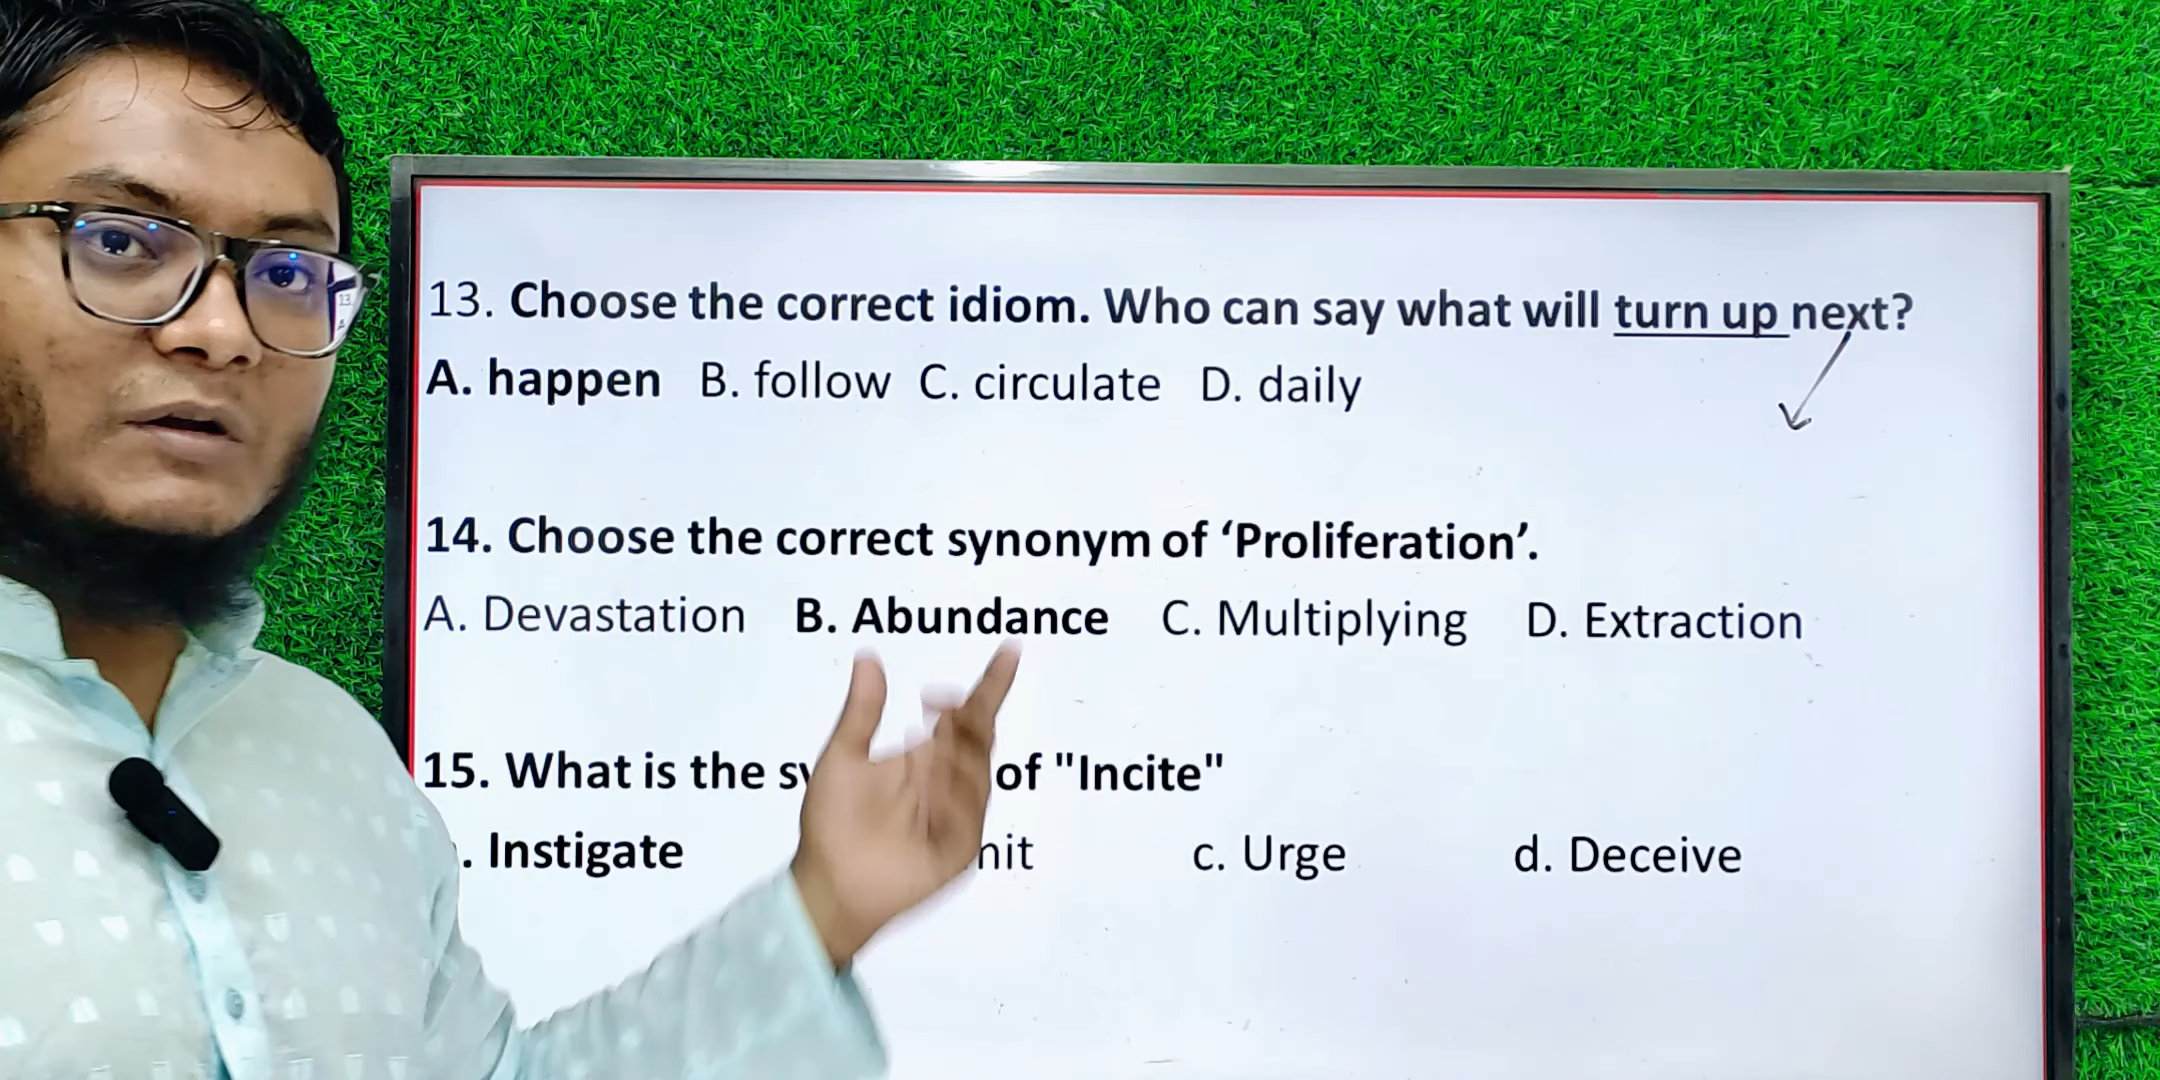 13. Choose the correct idiom. Who can say what will turn up next?
A. happen B. follow C. circulate D. daily
14. Choose the correct synonym of ‘Proliferation’.
A. Devastation B. Abundance C. Multiplying D. Extraction
15. What is the of "Incite"
. Instigate c. Urge d. Deceive